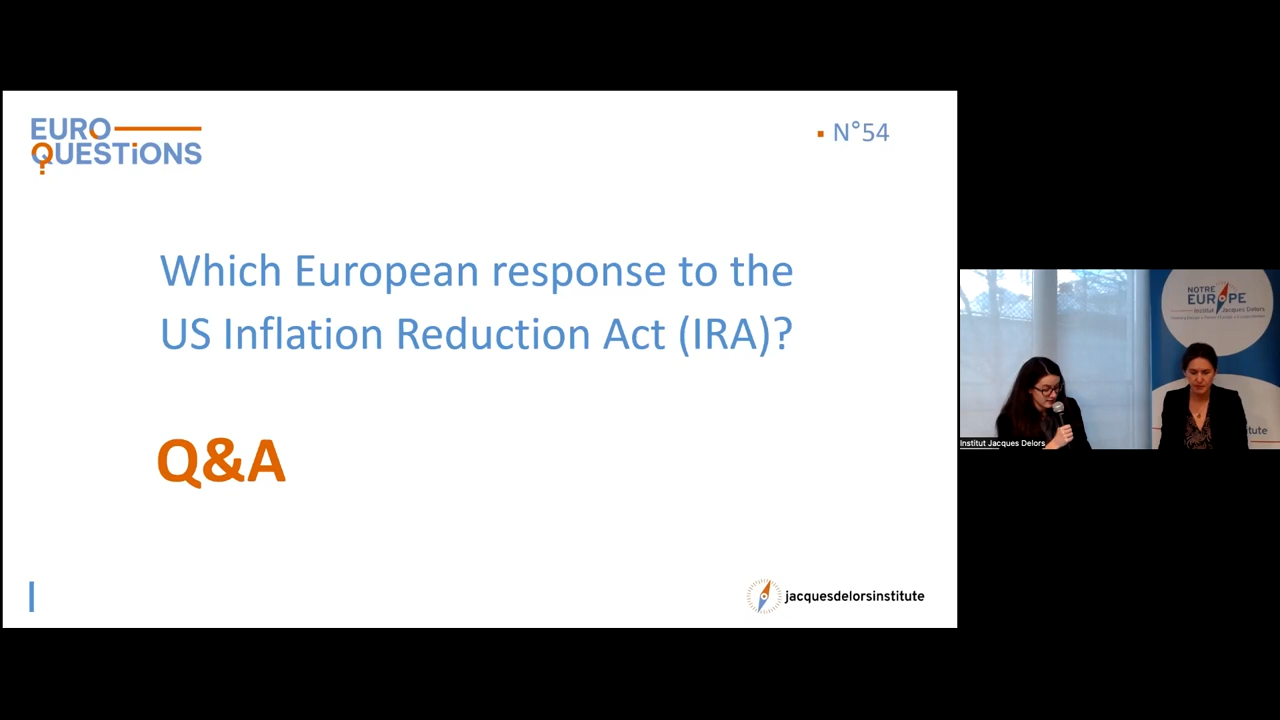 EURO
QUESTIONS
N°54
Which European response to the
US Inflation Reduction Act (IRA)?
Q&A
jacquesdelorsinstitute
NOTRE
EUROPE
Institut Jacques Delors
Institut Jacques Delors